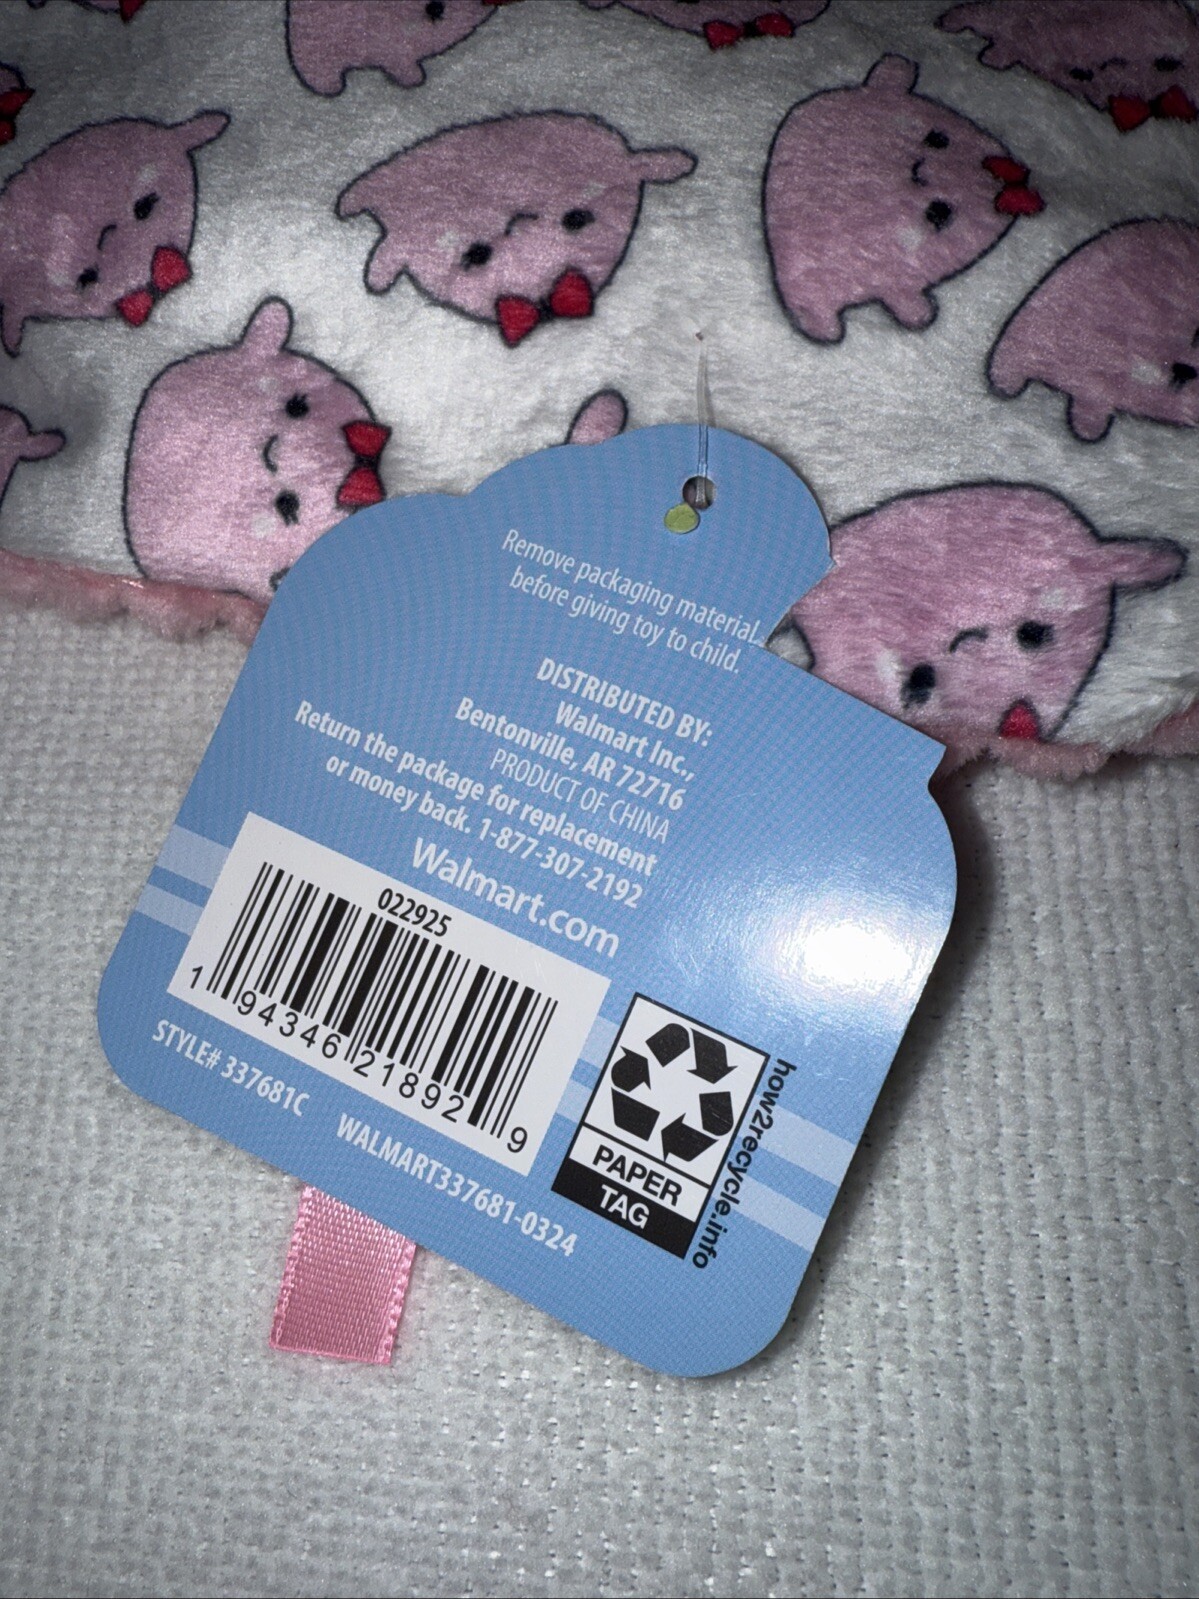 Remove packaging material
before giving toy to child.
DISTRIBUTED BY:
Walmart Inc.,
Bentonville, AR 72716
PRODUCT OF CHINA
Return the package for replacement
or money back. 1-877-307-2192
Walmart.com
022925
1 94346 21892 9
STYLE# 337681C WALMART337681-0324
PAPER
TAG
how2recycle.info